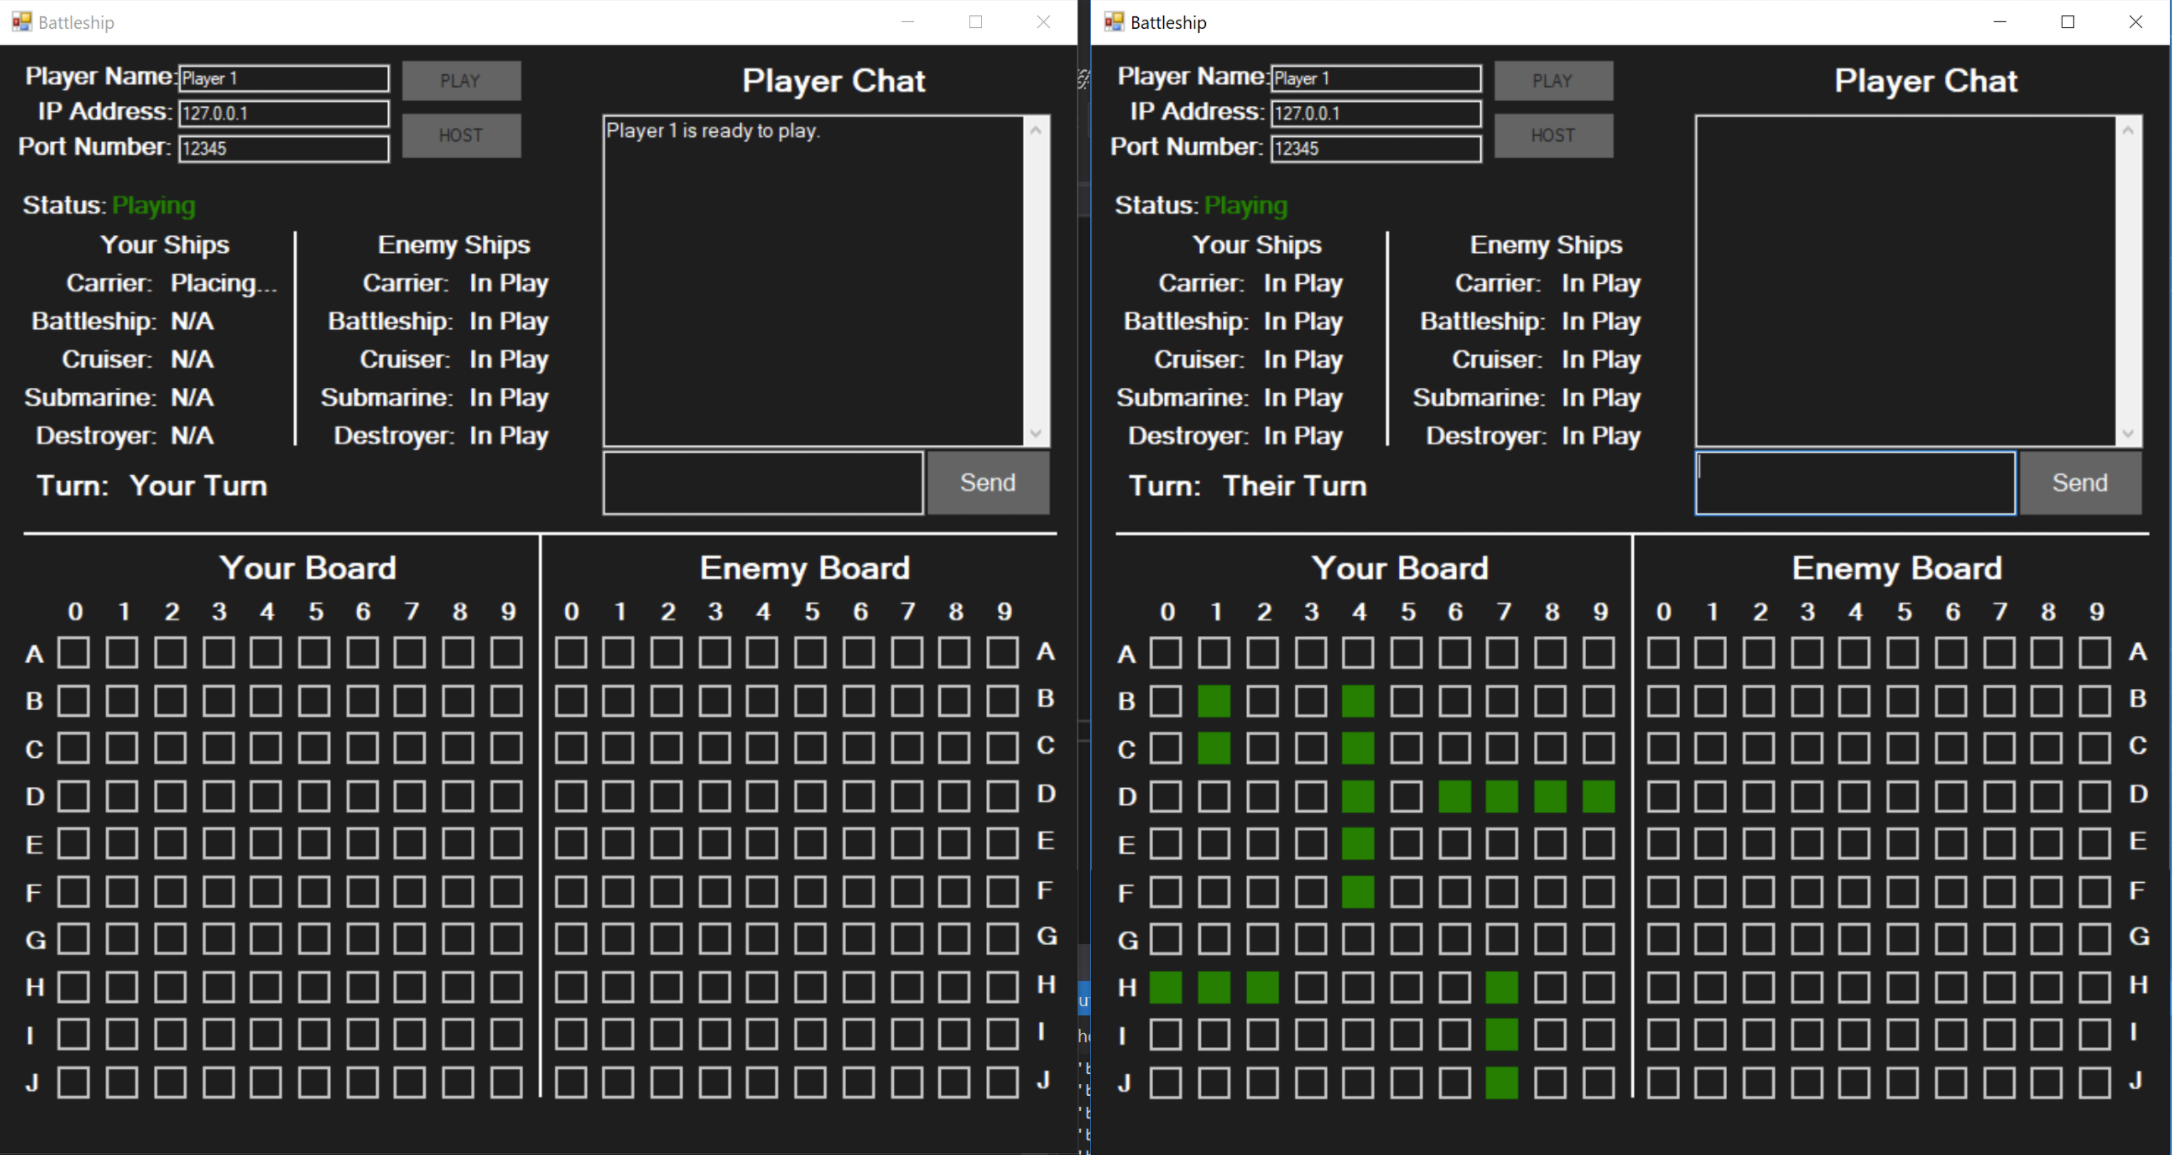 Battleship
Player Name: Player 1
PLAY
IP Address: 127.0.0.1
HOST
Port Number: 12345
Player Chat
Player 1 is ready to play.
Status: Playing
Your Ships Enemy Ships
Carrier: Placing... Carrier: In Play
Battleship: N/A Battleship: In Play
Cruiser: N/A Cruiser: In Play
Submarine: N/A Submarine: In Play
Destroyer: N/A Destroyer: In Play
Turn: Your Turn
Send
Your Board Enemy Board
0 1 2 3 4 5 6 7 8 9 0 1 2 3 4 5 6 7 8 9
A A
B B
C C
D D
E E
F F
G G
H H
I I
J J
Battleship
Player Name: Player 1
PLAY
IP Address: 127.0.0.1
HOST
Port Number: 12345
Player Chat
Status: Playing
Your Ships Enemy Ships
Carrier: In Play Carrier: In Play
Battleship: In Play Battleship: In Play
Cruiser: In Play Cruiser: In Play
Submarine: In Play Submarine: In Play
Destroyer: In Play Destroyer: In Play
Turn: Their Turn
Send
Your Board Enemy Board
0 1 2 3 4 5 6 7 8 9 0 1 2 3 4 5 6 7 8 9
A A
B B
C C
D D
E E
F F
G G
H H
I I
J J